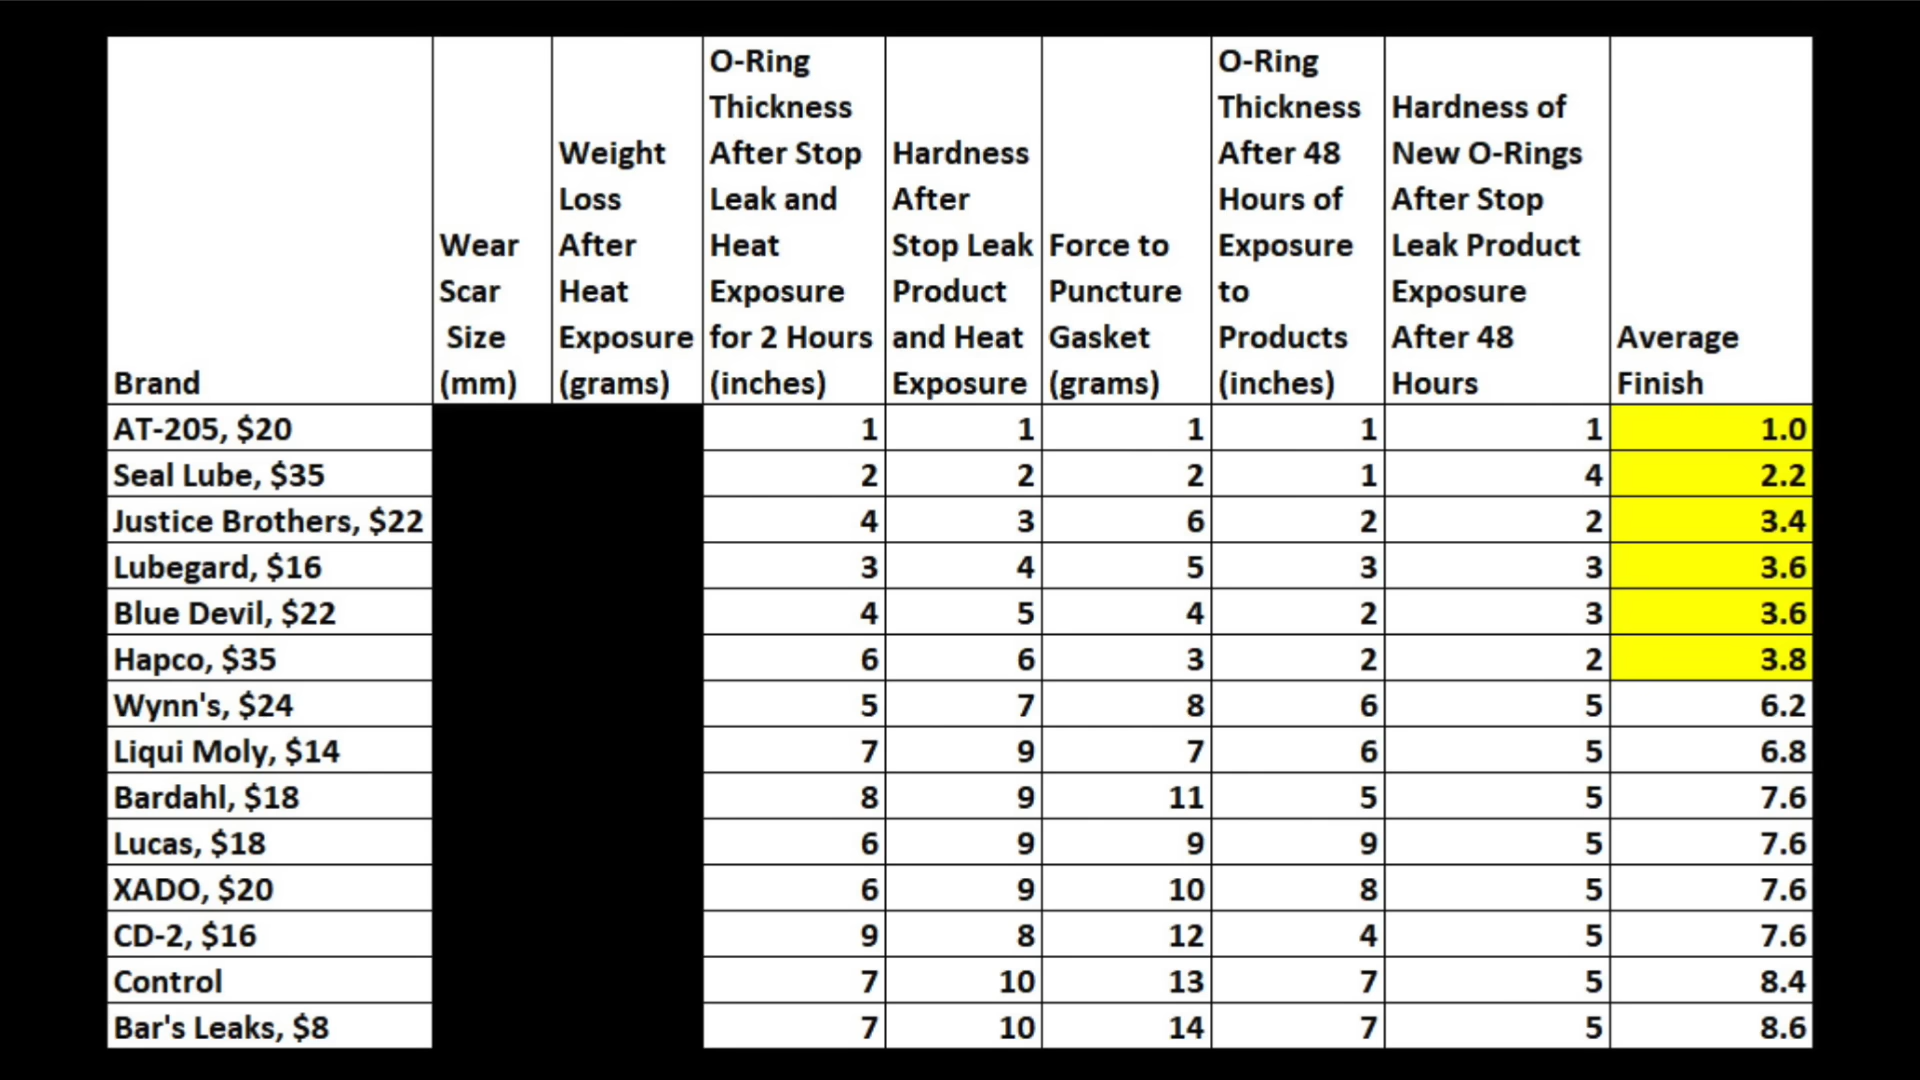 Brand
Wear
Scar
Size
(mm)
Weight
Loss
After
Heat
Exposure
(grams)
O-Ring
Thickness
After Stop
Leak and
Heat
Exposure
for 2 Hours
(inches)
Hardness
After
Stop Leak
Product
and Heat
Exposure
Force to
Puncture
Gasket
(grams)
O-Ring
Thickness
After 48
Hours of
Exposure
to
Products
(inches)
Hardness of
New O-Rings
After Stop
Leak Product
Exposure
After 48
Hours
Average
Finish
AT-205, $20 1 1 1 1 1 1.0
Seal Lube, $35 2 2 2 1 4 2.2
Justice Brothers, $22 4 3 6 2 2 3.4
Lubegard, $16 3 4 5 3 3 3.6
Blue Devil, $22 4 5 4 2 3 3.6
Hapco, $35 6 6 3 2 2 3.8
Wynn's, $24 5 7 8 6 5 6.2
Liqui Moly, $14 7 9 7 6 5 6.8
Bardahl, $18 8 9 11 5 5 7.6
Lucas, $18 6 9 9 9 5 7.6
XADO, $20 6 9 10 8 5 7.6
CD-2, $16 9 8 12 4 5 7.6
Control 7 10 13 7 5 8.4
Bar's Leaks, $8 7 10 14 7 5 8.6